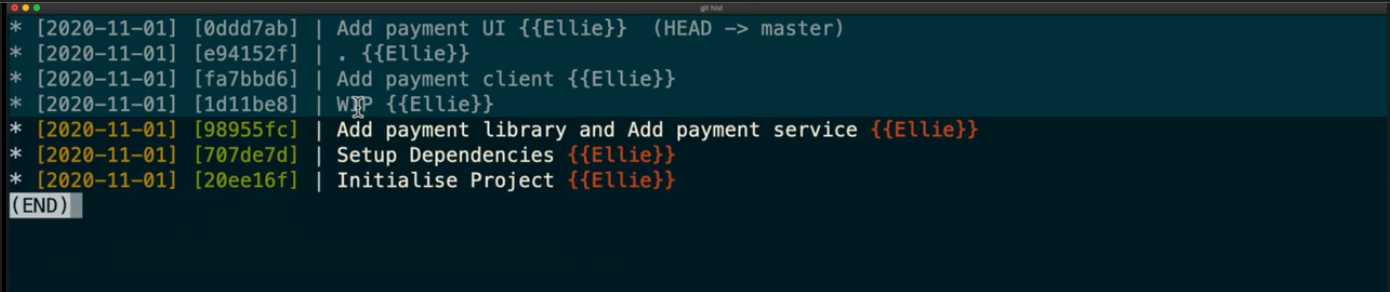 git hist
* [2020-11-01] [0ddd7ab] | Add payment UI {{Ellie}}  (HEAD -> master)
* [2020-11-01] [e94152f] | . {{Ellie}}
* [2020-11-01] [fa7bbd6] | Add payment client {{Ellie}}
* [2020-11-01] [1d11be8] | WIP {{Ellie}}
* [2020-11-01] [98955fc] | Add payment library and Add payment service {{Ellie}}
* [2020-11-01] [707de7d] | Setup Dependencies {{Ellie}}
* [2020-11-01] [20ee16f] | Initialise Project {{Ellie}}
(END)